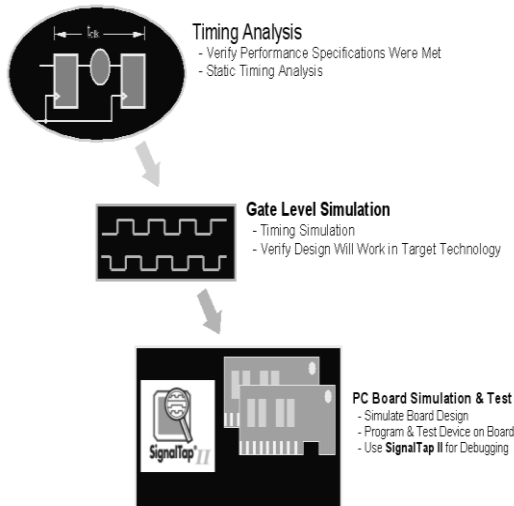 tclk
Timing Analysis
- Verify Performance Specifications Were Met
- Static Timing Analysis
Gate Level Simulation
- Timing Simulation
- Verify Design Will Work in Target Technology
PC Board Simulation & Test
- Simulate Board Design
- Program & Test Device on Board
- Use SignalTap II for Debugging
SignalTap II